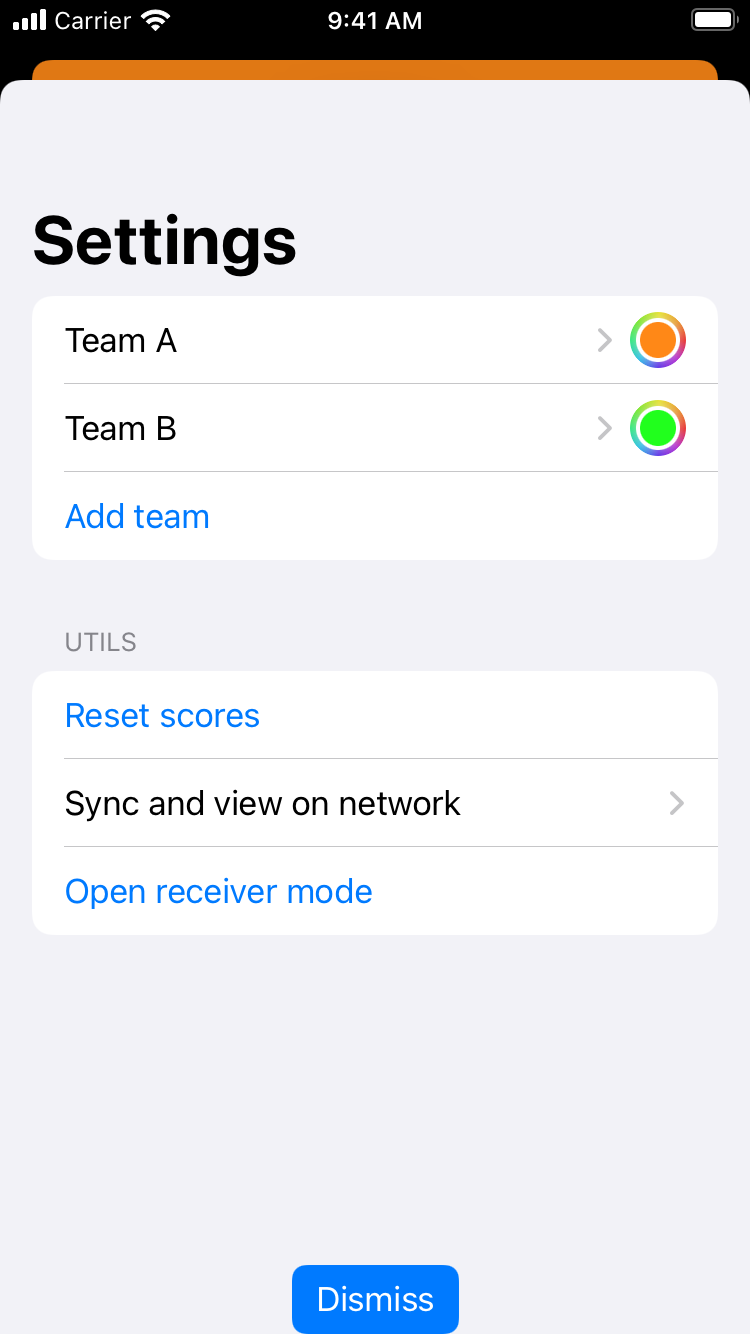 Carrier 9:41 AM
Settings
Team A
Team B
Add team
UTILS
Reset scores
Sync and view on network
Open receiver mode
Dismiss